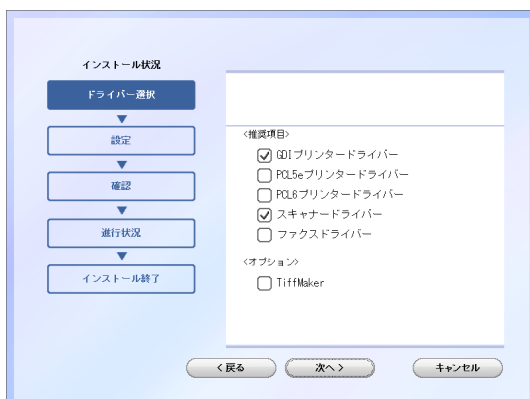 インストール状況
ドライバー選択
設定
確認
進行状況
インストール終了
<推奨項目>
GDIプリンタードライバー
PCL5eプリンタードライバー
PCL6プリンタードライバー
スキャナードライバー
ファクスドライバー
<オプション>
TiffMaker
<戻る
次へ>
キャンセル